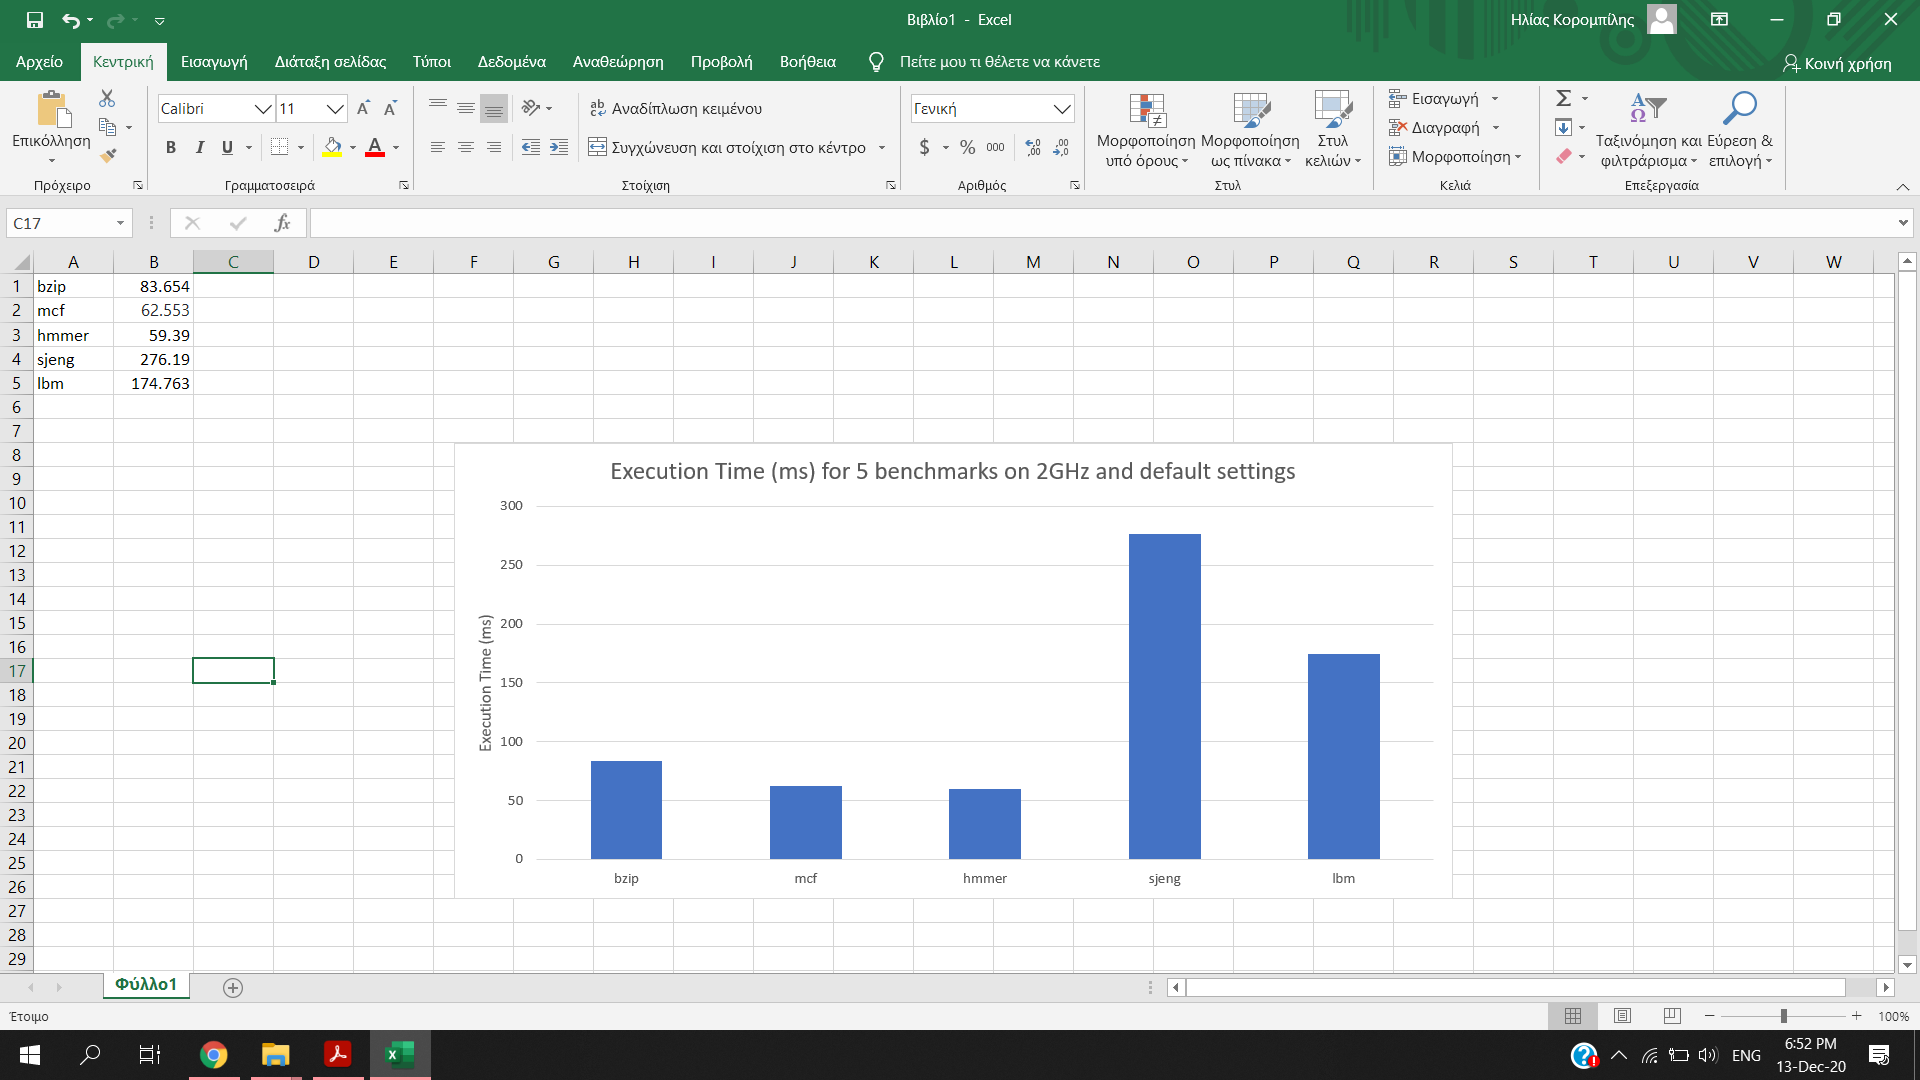 Βιβλίο1 - Excel
Ηλίας Κορομπίλης
Αρχείο Κεντρική Εισαγωγή Διάταξη σελίδας Τύποι Δεδομένα Αναθεώρηση Προβολή Βοήθεια Πείτε μου τι θέλετε να κάνετε Κοινή χρήση
Επικόλληση
Πρόχειρο
Calibri 11
B I U
Γραμματοσειρά
Αναδίπλωση κειμένου
Συγχώνευση και στοίχιση στο κέντρο
Στοίχιση
Γενική
$ % 000
Αριθμός
Μορφοποίηση υπό όρους
Μορφοποίηση ως πίνακα
Στυλ κελιών
Στυλ
Εισαγωγή
Διαγραφή
Μορφοποίηση
Κελιά
Ταξινόμηση και φιλτράρισμα
Εύρεση & επιλογή
Επεξεργασία
C17 fx
A B C D E F G H I J K L M N O P Q R S T U V W
1 bzip 83.654
2 mcf 62.553
3 hmmer 59.39
4 sjeng 276.19
5 lbm 174.763
6
7
8
9
10
11
12
13
14
15
16
17
18
19
20
21
22
23
24
25
26
27
28
29
Execution Time (ms) for 5 benchmarks on 2GHz and default settings
Execution Time (ms)
300
250
200
150
100
50
0
bzip mcf hmmer sjeng lbm
Φύλλο1
Έτοιμο
100%
ENG
6:52 PM
13-Dec-20